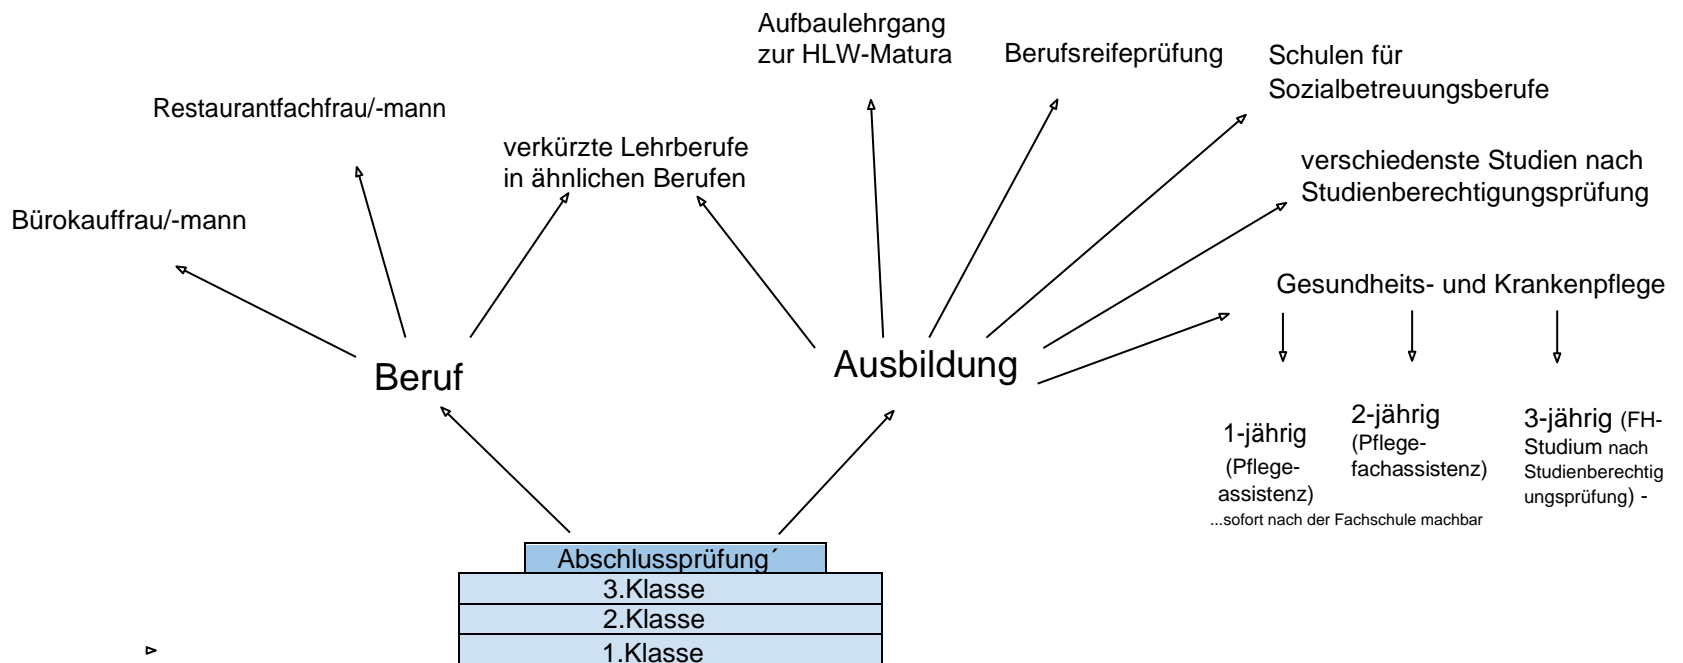 Aufbaulehrgang
zur HLW-Matura
Berufsreifeprüfung
Schulen für
Sozialbetreuungsberufe
Restaurantfachfrau/-mann
verkürzte Lehrberufe
in ähnlichen Berufen
verschiedenste Studien nach
Studienberechtigungsprüfung
Bürokauffrau/-mann
Gesundheits- und Krankenpflege
Beruf
Ausbildung
1-jährig
(Pflege-
assistenz)
2-jährig
(Pflege-
fachassistenz)
3-jährig (FH-
Studium nach
Studienberechtig
ungsprüfung) -
...sofort nach der Fachschule machbar
Abschlussprüfung´
3.Klasse
2.Klasse
1.Klasse